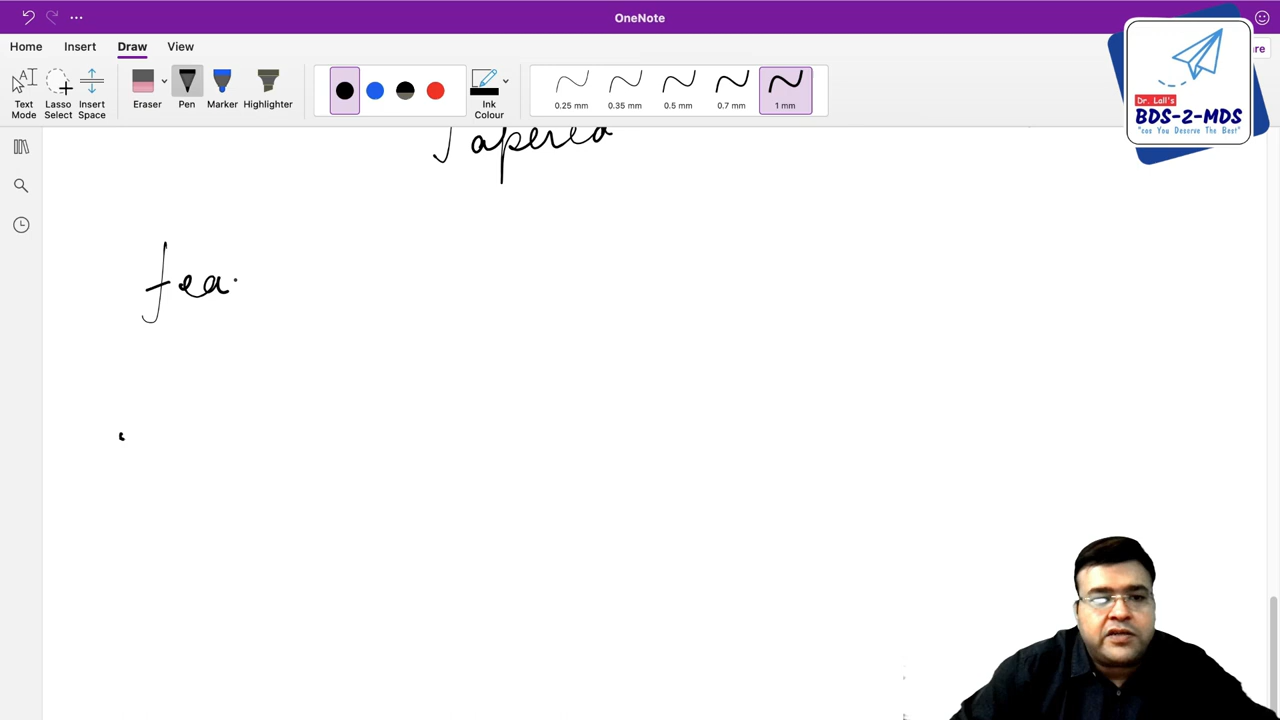 OneNote
Home Insert Draw View
Text Mode
Lasso Select
Insert Space
Eraser
Pen
Marker
Highlighter
Ink Colour
0.25 mm
0.35 mm
0.5 mm
0.7 mm
1 mm
Dr. Lall's
BDS-2-MDS
"cos You Deserve The Best"
Tapered
fea